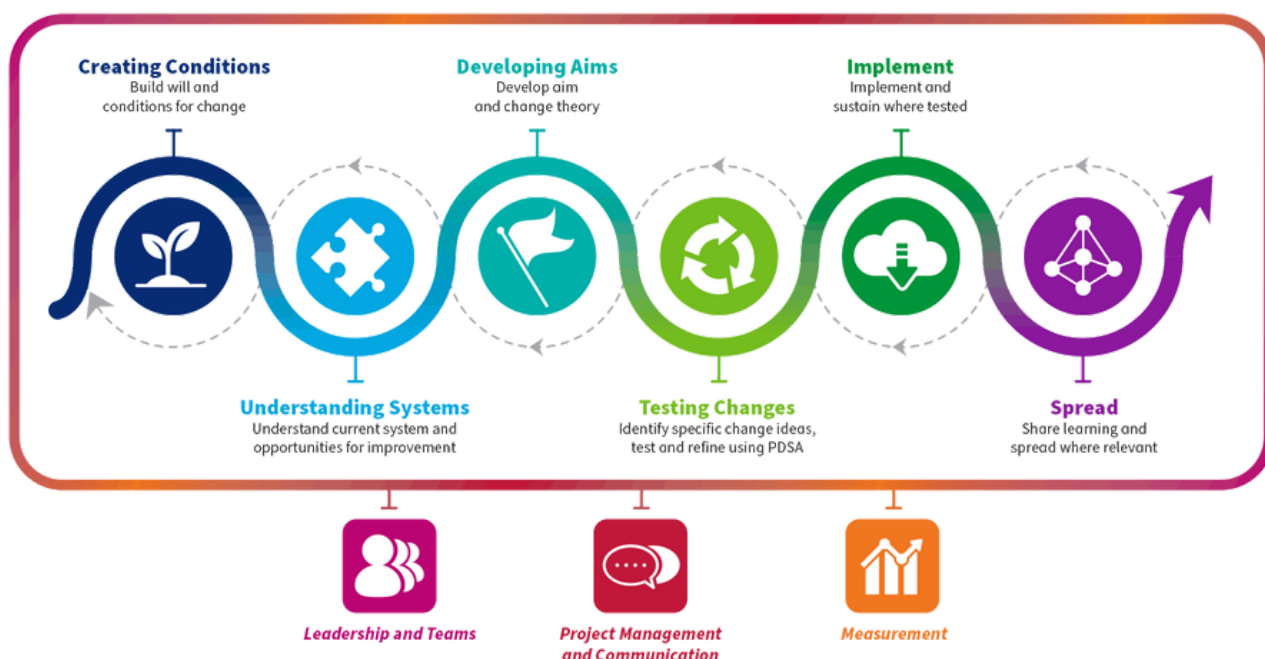 Creating Conditions
Build will and
conditions for change
Developing Aims
Develop aim
and change theory
Implement
Implement and
sustain where tested
Understanding Systems
Understand current system and
opportunities for improvement
Testing Changes
Identify specific change ideas,
test and refine using PDSA
Spread
Share learning and
spread where relevant
Leadership and Teams
Project Management
and Communication
Measurement